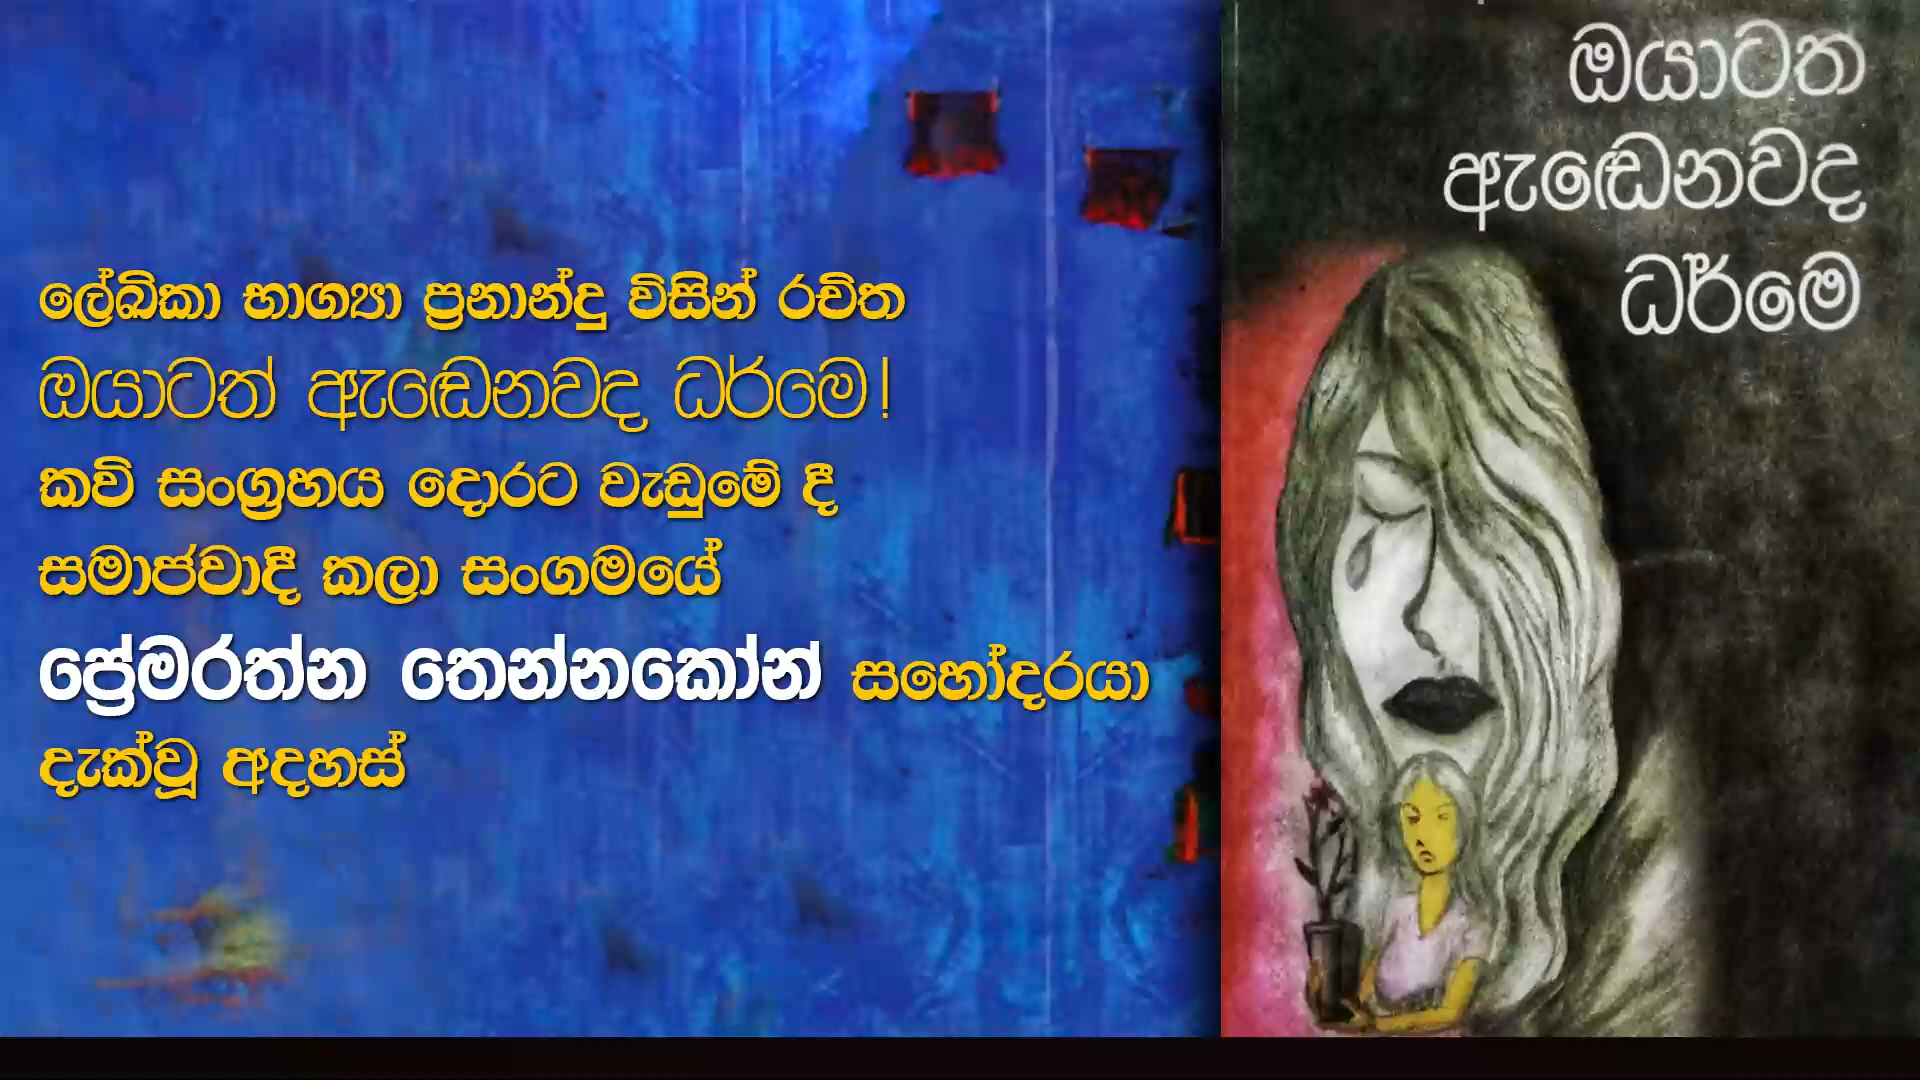 ලේඛිකා භාග්‍යා ප්‍රනාන්දු විසින් රචිත
ඔයාටත් ඇඬෙනවද ධර්මෙ!
කවි සංග්‍රහය දොරට වැඩුමේ දී
සමාජවාදී කලා සංගමයේ
ප්‍රේමරත්න තෙන්නකෝන් සහෝදරයා
දැක්වූ අදහස්
ඔයාටත
ඇඬෙනවද
ධර්මෙ